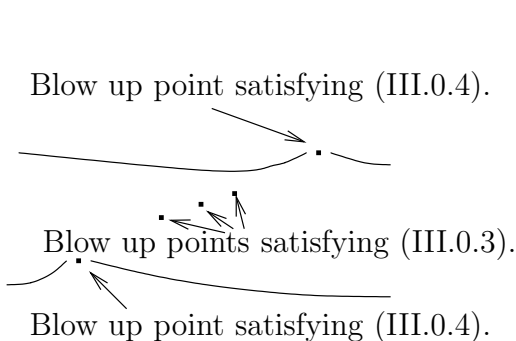 Blow up point satisfying (III.0.4).
Blow up points satisfying (III.0.3).
Blow up point satisfying (III.0.4).